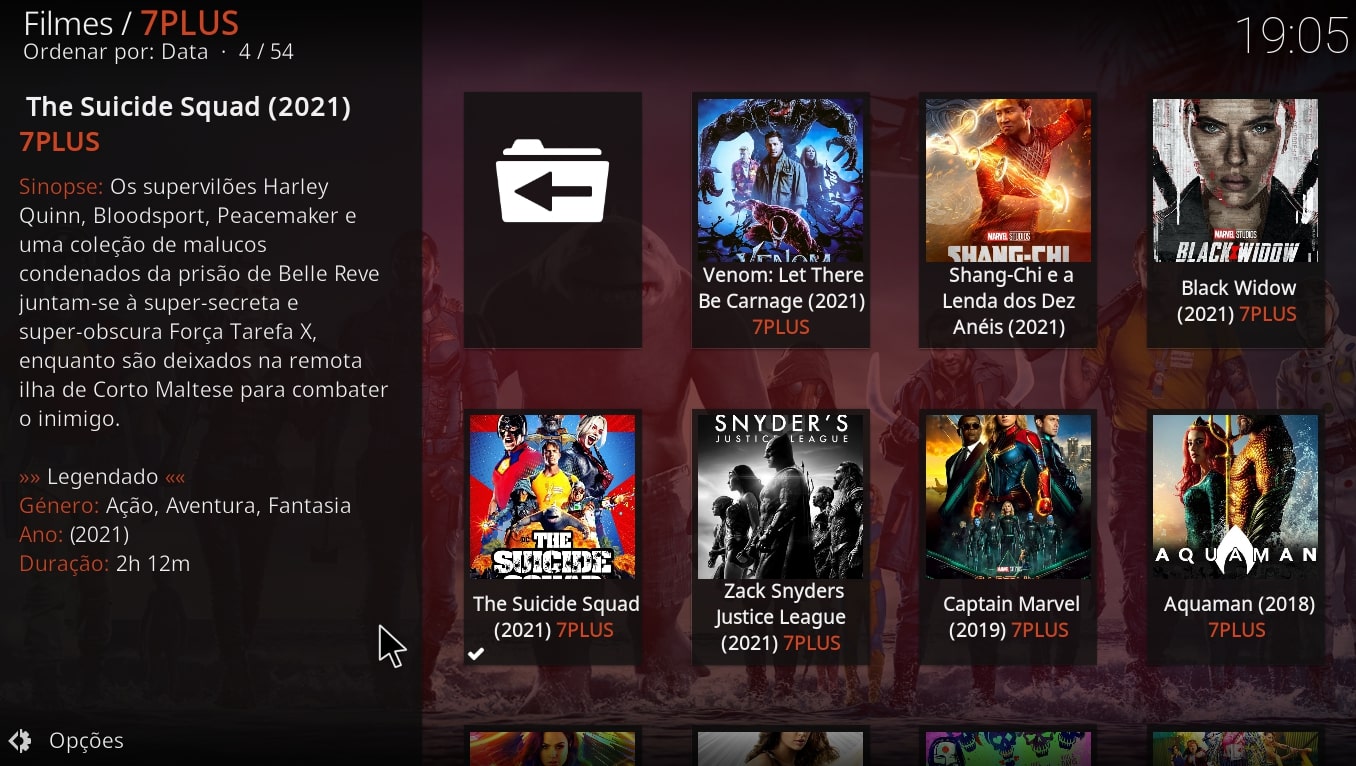 Filmes / 7PLUS
Ordenar por: Data · 4 / 54
19:05
The Suicide Squad (2021)
7PLUS
Sinopse: Os supervilões Harley
Quinn, Bloodsport, Peacemaker e
uma coleção de malucos
condenados da prisão de Belle Reve
juntam-se à super-secreta e
super-obscura Força Tarefa X,
enquanto são deixados na remota
ilha de Corto Maltese para combater
o inimigo.
»» Legendado ««
Género: Ação, Aventura, Fantasia
Ano: (2021)
Duração: 2h 12m
Opções
VENOM
Venom: Let There
Be Carnage (2021)
7PLUS
MARVEL STUDIOS
SHANG-CHI
Shang-Chi e a
Lenda dos Dez
Anéis (2021)
MARVEL STUDIOS
BLACK WIDOW
Black Widow
(2021) 7PLUS
DC
THE
SUICIDE
SQUAD
The Suicide Squad
(2021) 7PLUS
SNYDER'S
JUSTICE LEAGUE
Zack Snyders
Justice League
(2021) 7PLUS
Captain Marvel
(2019) 7PLUS
AQUAMAN
Aquaman (2018)
7PLUS